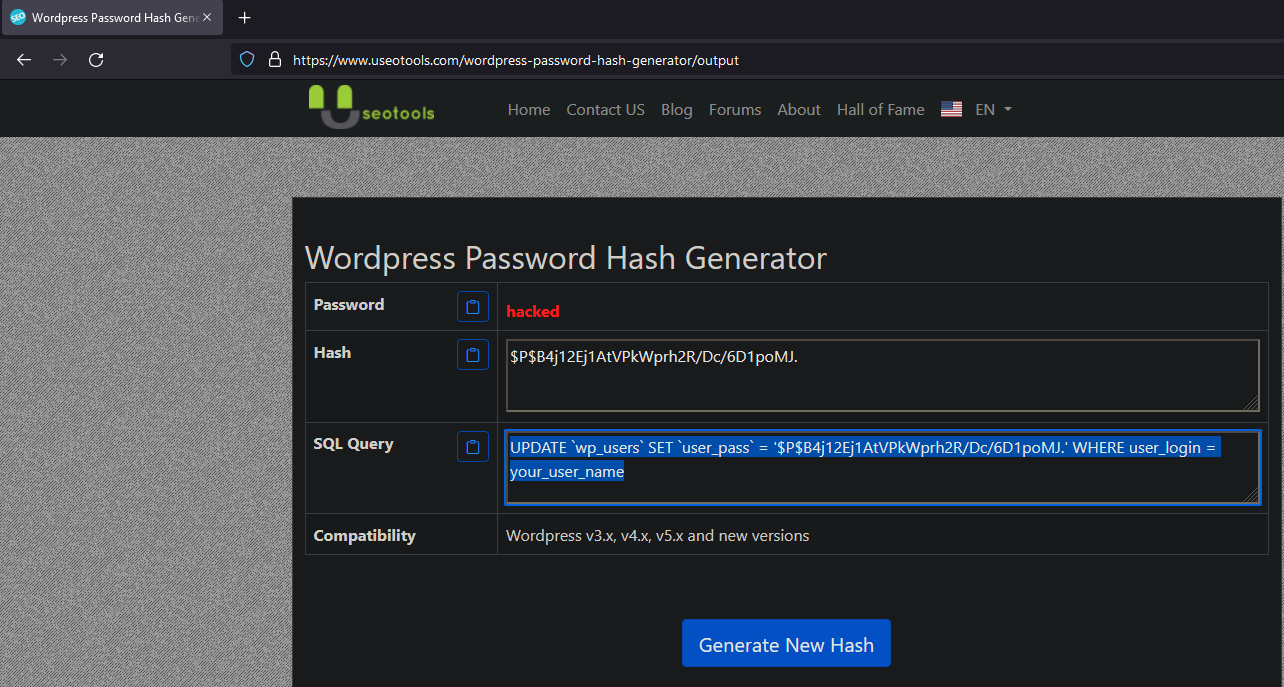 SEO Wordpress Password Hash Gene
https://www.useotools.com/wordpress-password-hash-generator/output
seotools Home Contact US Blog Forums About Hall of Fame EN
Wordpress Password Hash Generator
Password hacked
Hash $P$B4j12Ej1AtVPkWprh2R/Dc/6D1poMJ.
SQL Query UPDATE `wp_users` SET `user_pass` = '$P$B4j12Ej1AtVPkWprh2R/Dc/6D1poMJ.' WHERE user_login =
your_user_name
Compatibility Wordpress v3.x, v4.x, v5.x and new versions
Generate New Hash